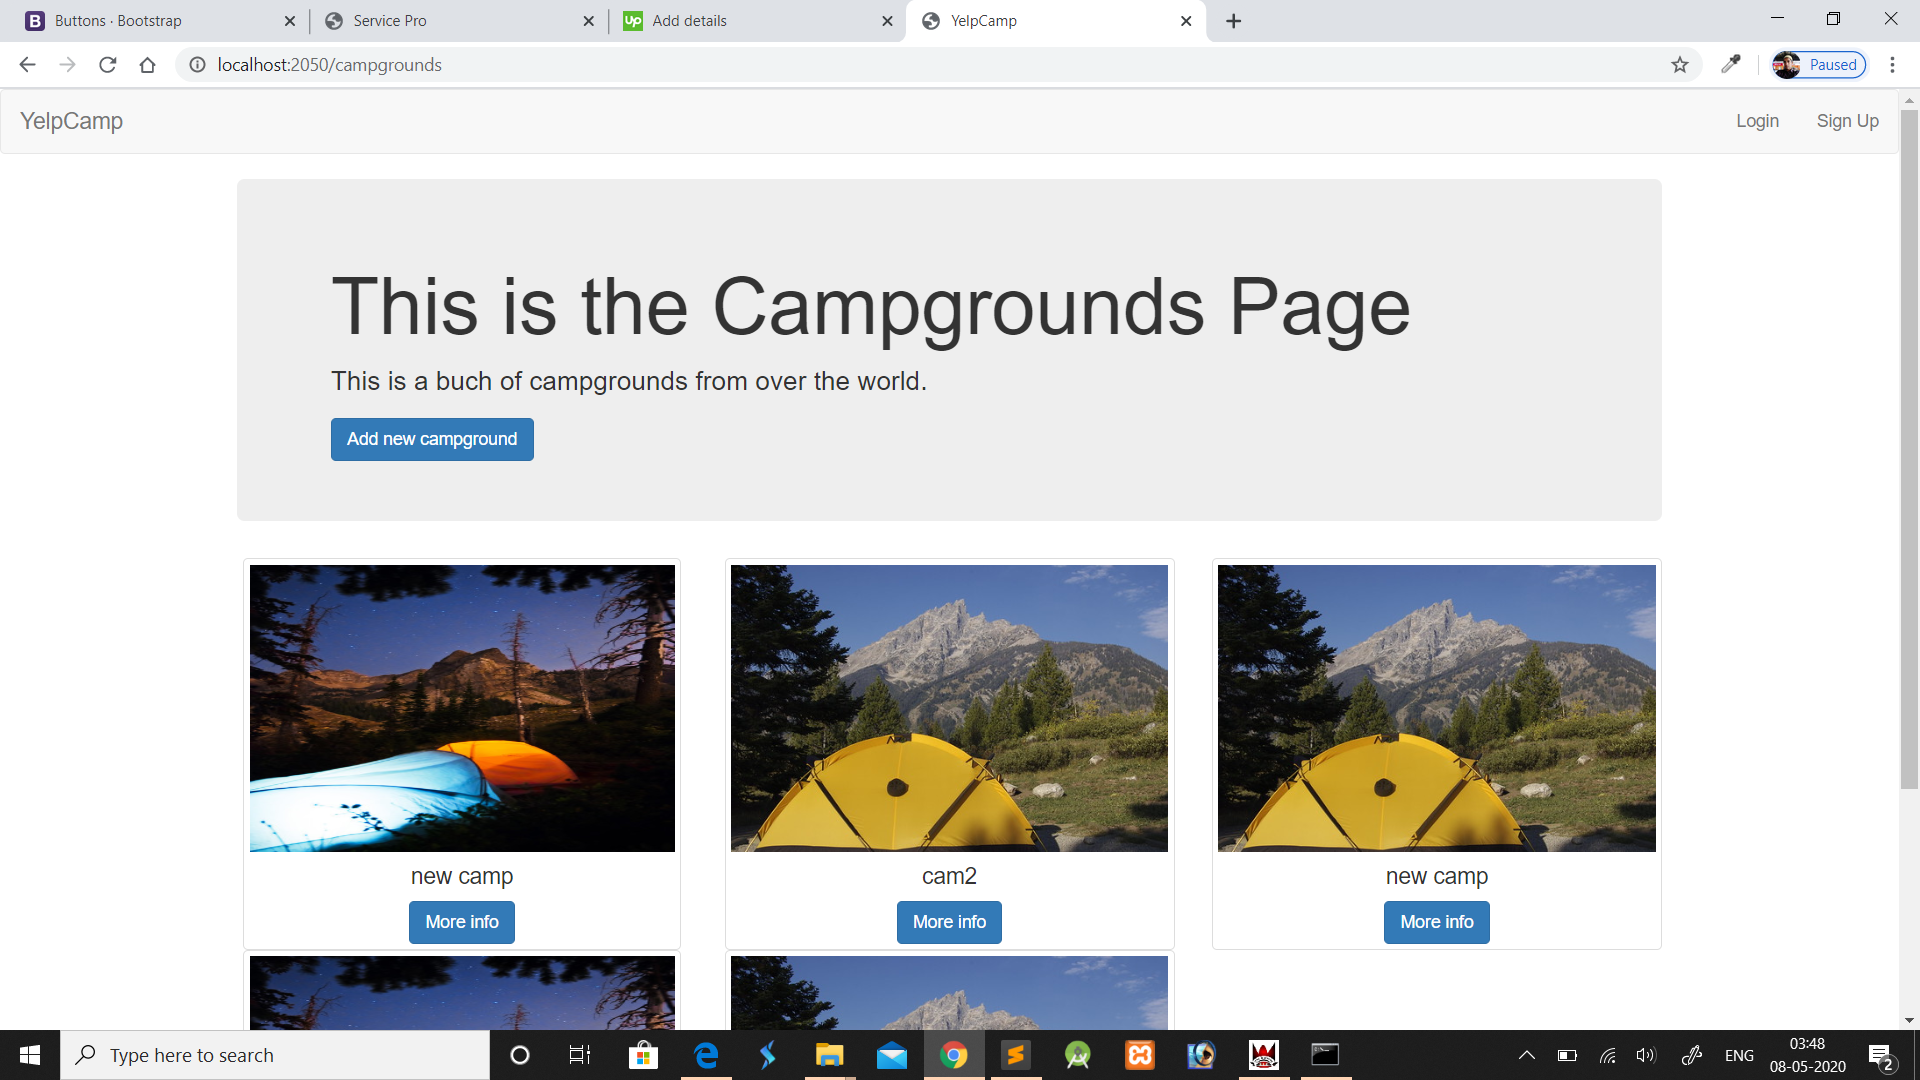 Buttons · Bootstrap
Service Pro
up Add details
YelpCamp
localhost:2050/campgrounds
Paused
YelpCamp
Login
Sign Up
This is the Campgrounds Page
This is a buch of campgrounds from over the world.
Add new campground
new camp
cam2
new camp
More info
More info
More info
Type here to search
ENG
03:48
08-05-2020
2